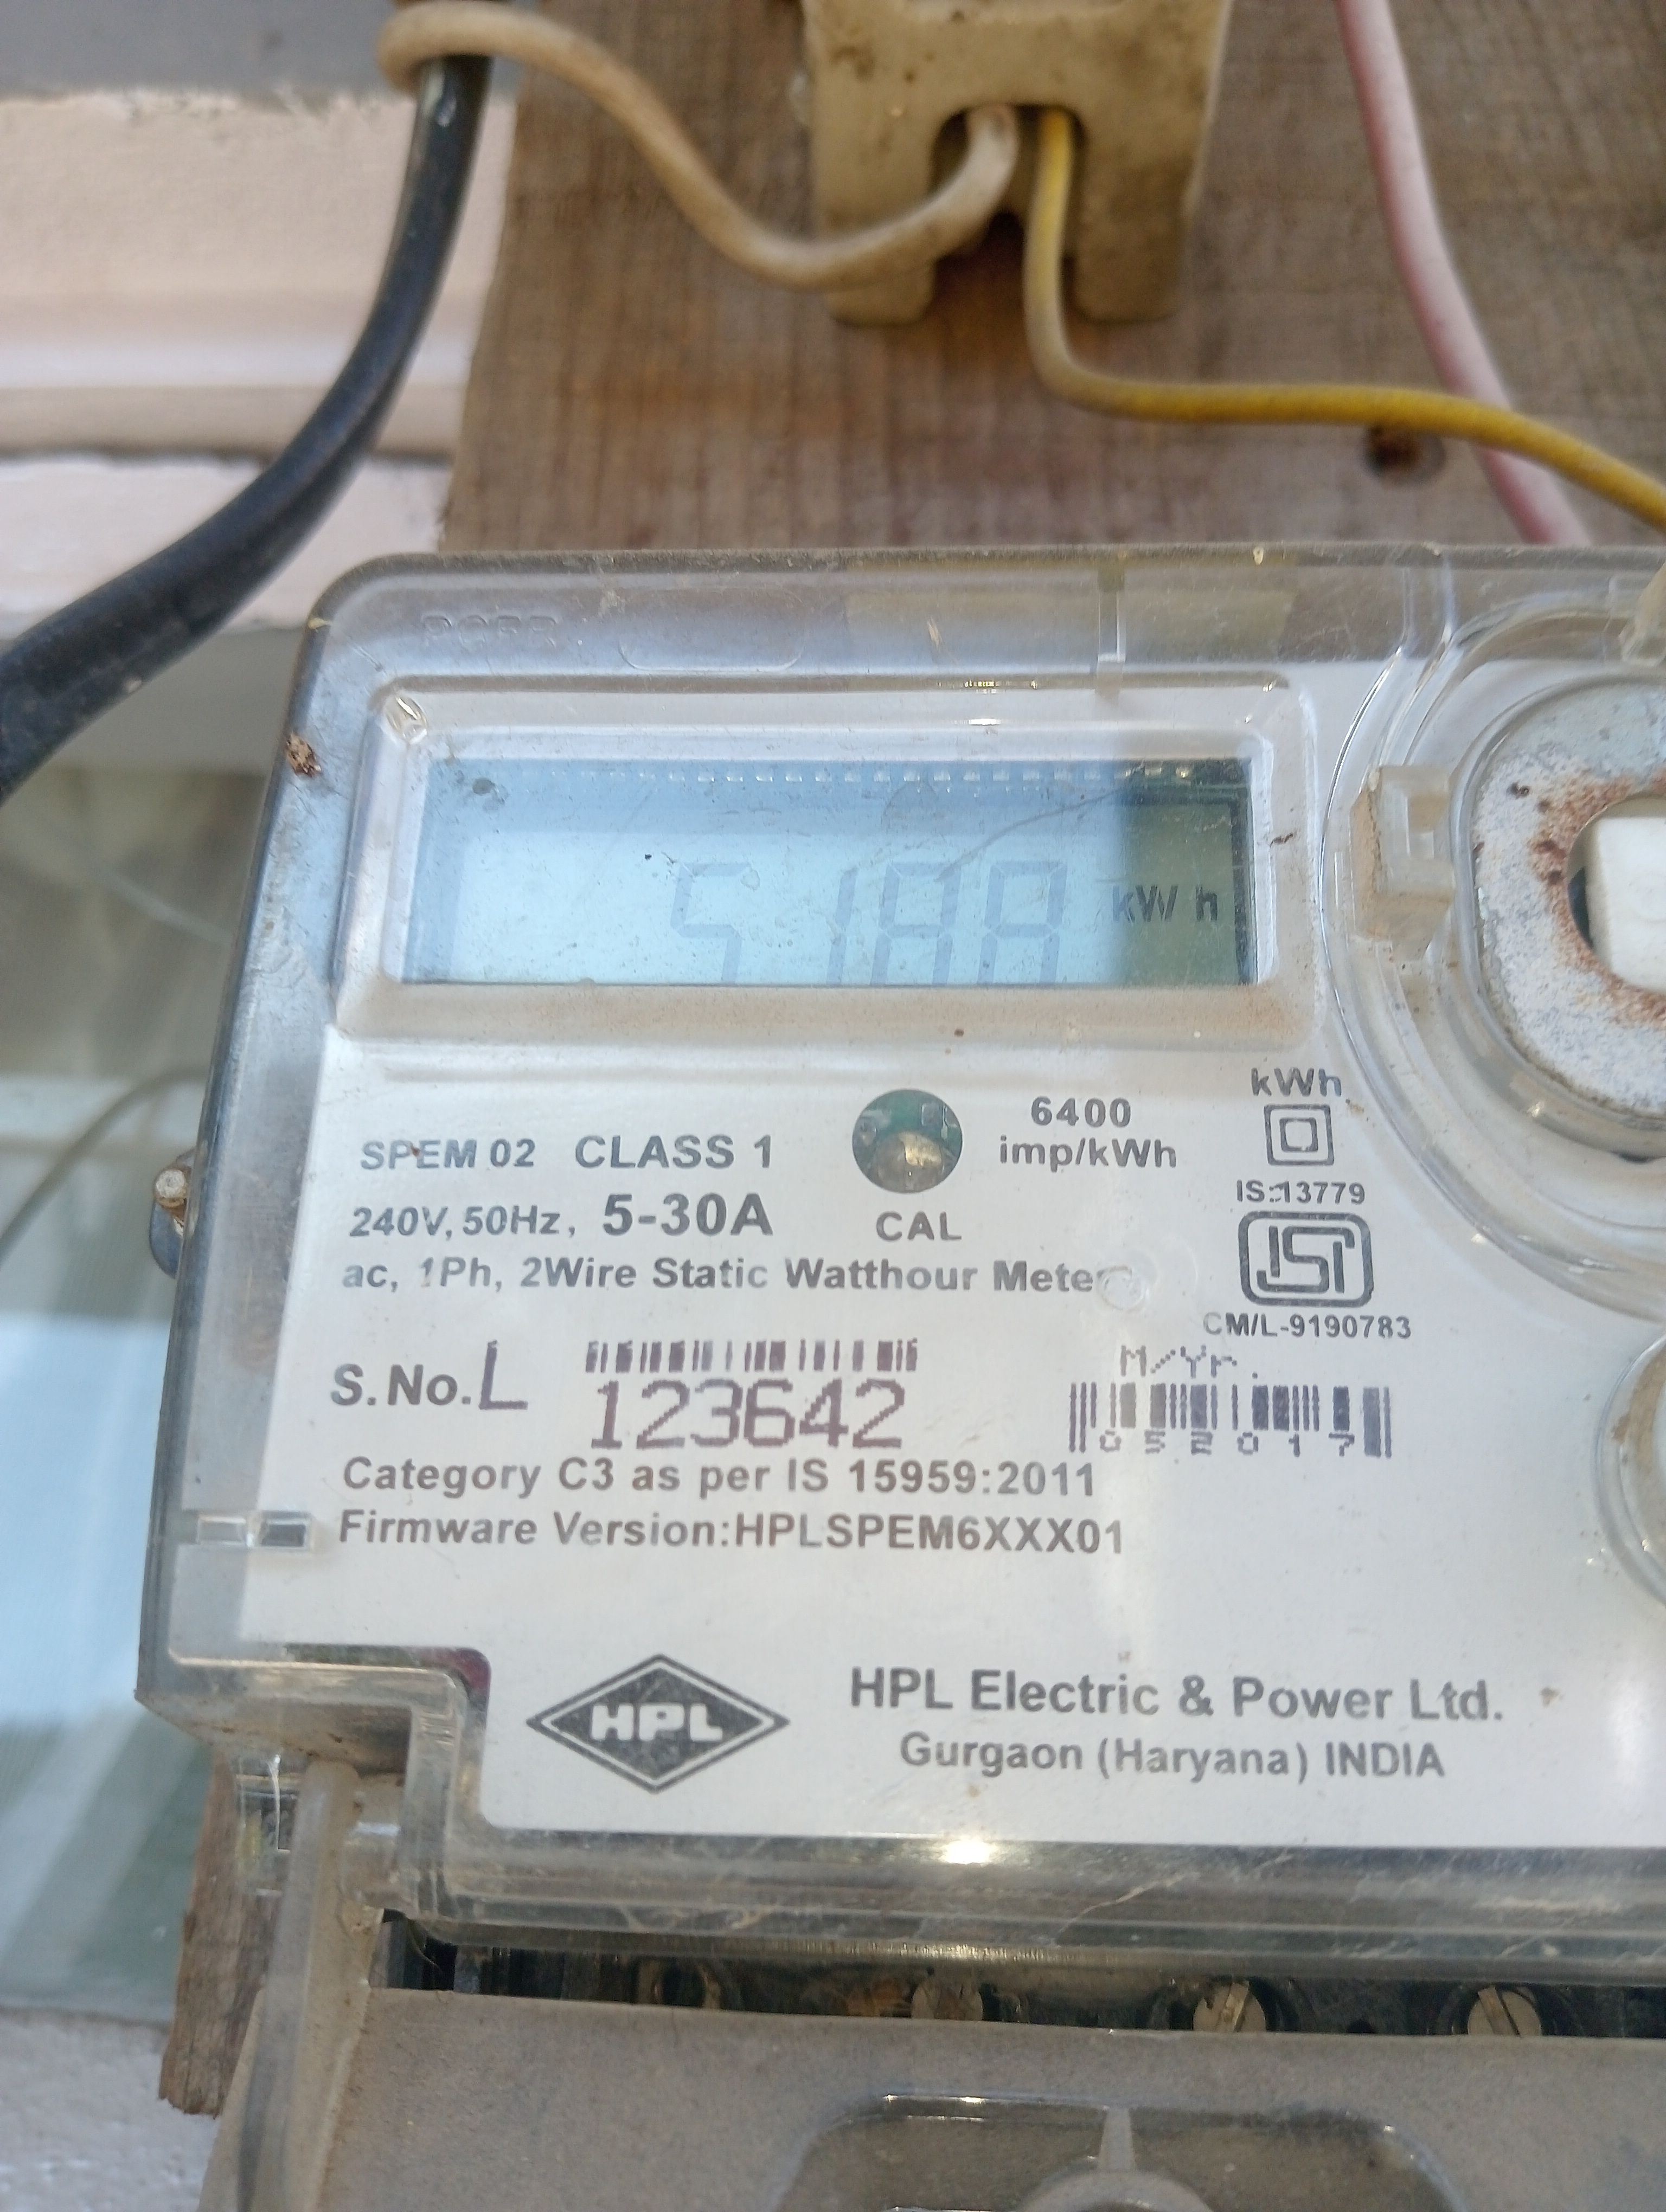 kWh
kWh
6400
imp/kWh
SPEM 02 CLASS 1
240V, 50Hz, 5-30A
CAL
IS:13779
ISI
ac, 1Ph, 2Wire Static Watthour Meter
CM/L-9190783
S.No.L 123642
M/Yr.
052017
Category C3 as per IS 15959:2011
Firmware Version:HPLSPEM6XXX01
HPL
HPL Electric & Power Ltd.
Gurgaon (Haryana) INDIA